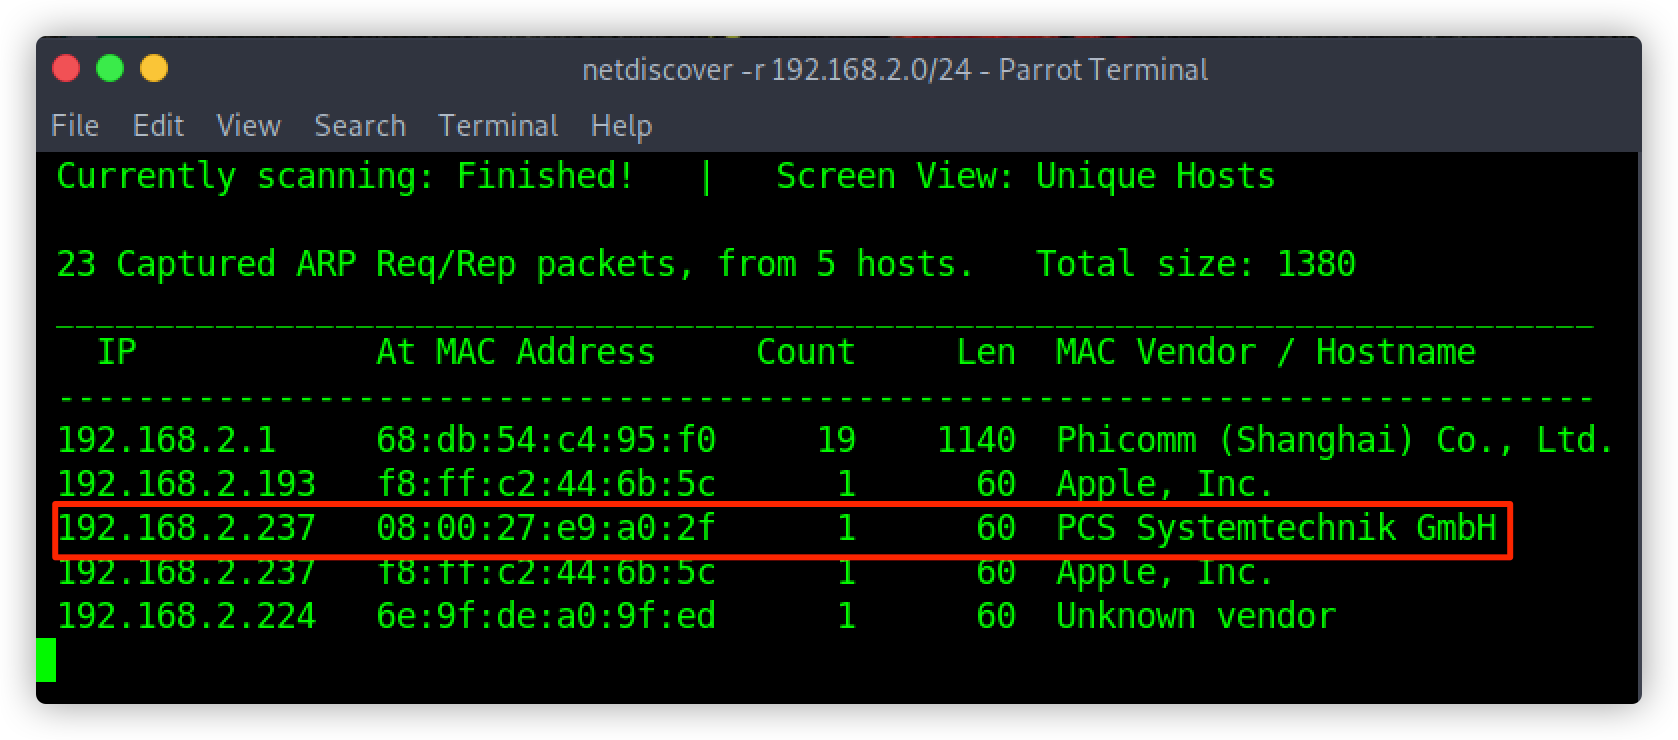 netdiscover -r 192.168.2.0/24 - Parrot Terminal
File Edit View Search Terminal Help
Currently scanning: Finished! | Screen View: Unique Hosts
23 Captured ARP Req/Rep packets, from 5 hosts. Total size: 1380
_____________________________________________________________________________
IP At MAC Address Count Len MAC Vendor / Hostname
-----------------------------------------------------------------------------
192.168.2.1 68:db:54:c4:95:f0 19 1140 Phicomm (Shanghai) Co., Ltd.
192.168.2.193 f8:ff:c2:44:6b:5c 1 60 Apple, Inc.
192.168.2.237 08:00:27:e9:a0:2f 1 60 PCS Systemtechnik GmbH
192.168.2.237 f8:ff:c2:44:6b:5c 1 60 Apple, Inc.
192.168.2.224 6e:9f:de:a0:9f:ed 1 60 Unknown vendor